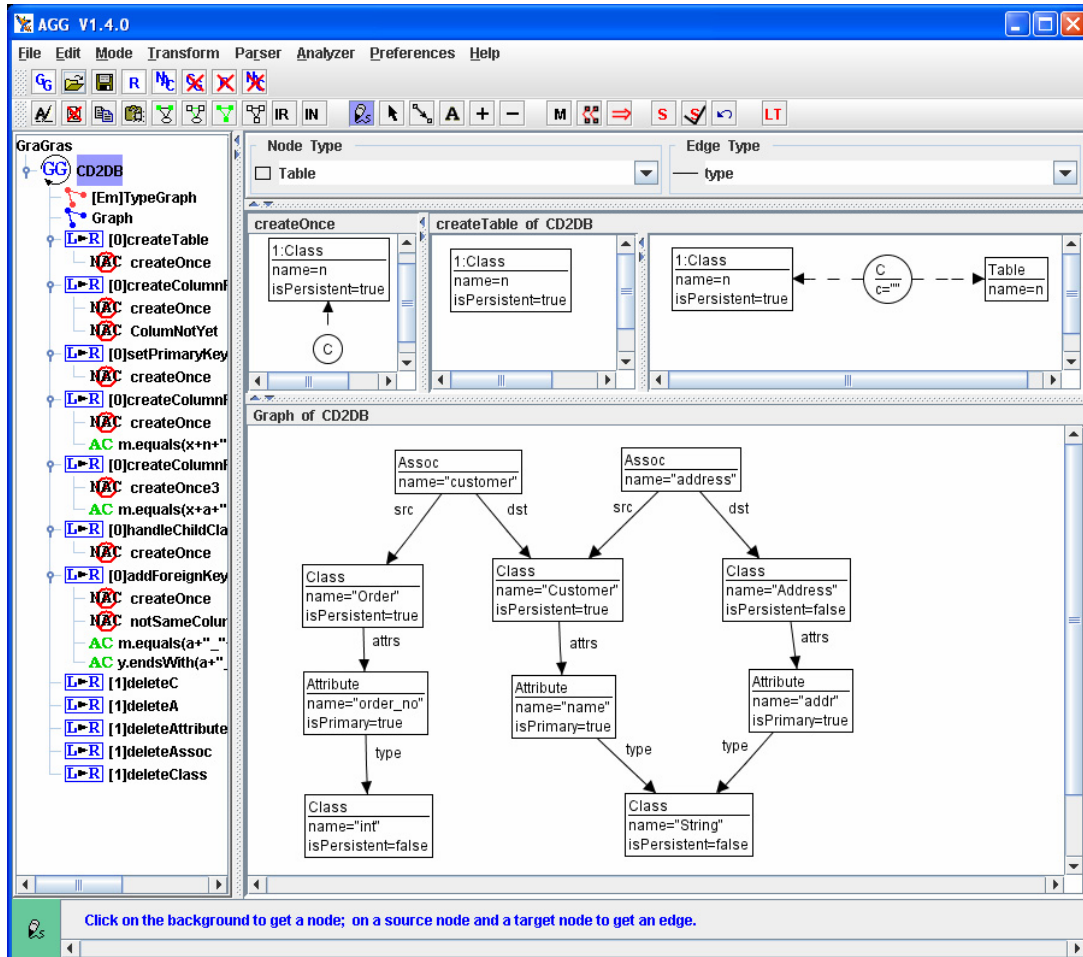 AGG V1.4.0
File Edit Mode Transform Parser Analyzer Preferences Help
GG R NAC
IR IN A M S S LT
GraGras
GG CD2DB
[Em]TypeGraph
Graph
L R [0]createTable
NAC createOnce
L R [0]createColumnF
NAC createOnce
NAC ColumNotYet
L R [0]setPrimaryKey
NAC createOnce
L R [0]createColumnF
NAC createOnce
AC m.equals(x+n+"
L R [0]createColumnF
NAC createOnce3
AC m.equals(x+a+"
L R [0]handleChildCla
NAC createOnce
L R [0]addForeignKey
NAC createOnce
NAC notSameColur
AC m.equals(a+"_"
AC y.endsWith(a+"_
L R [1]deleteC
L R [1]deleteA
L R [1]deleteAttribute
L R [1]deleteAssoc
L R [1]deleteClass
Node Type
Table
Edge Type
type
createOnce
1:Class
name=n
isPersistent=true
C
createTable of CD2DB
1:Class
name=n
isPersistent=true
1:Class
name=n
isPersistent=true
C
c=""
Table
name=n
Graph of CD2DB
Assoc
name="customer"
Assoc
name="address"
src
dst
src
dst
Class
name="Order"
isPersistent=true
Class
name="Customer"
isPersistent=true
Class
name="Address"
isPersistent=false
attrs
attrs
attrs
Attribute
name="order_no"
isPrimary=true
Attribute
name="name"
isPrimary=true
Attribute
name="addr"
isPrimary=true
type
type
type
Class
name="int"
isPersistent=false
Class
name="String"
isPersistent=false
Click on the background to get a node; on a source node and a target node to get an edge.